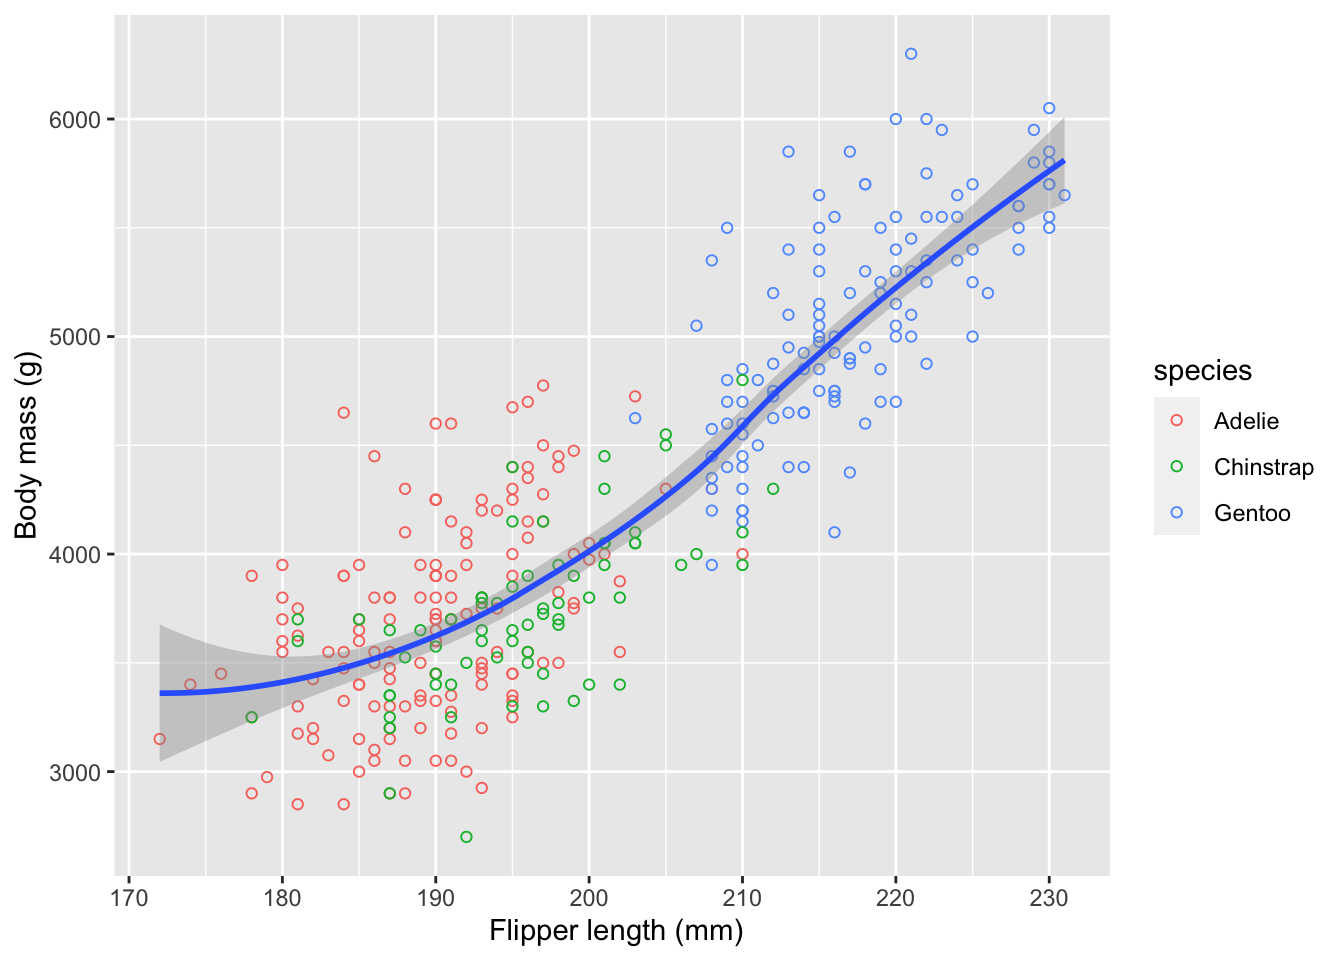 6000
5000
4000
3000
Body mass (g)
170 180 190 200 210 220 230
Flipper length (mm)
species
Adelie
Chinstrap
Gentoo